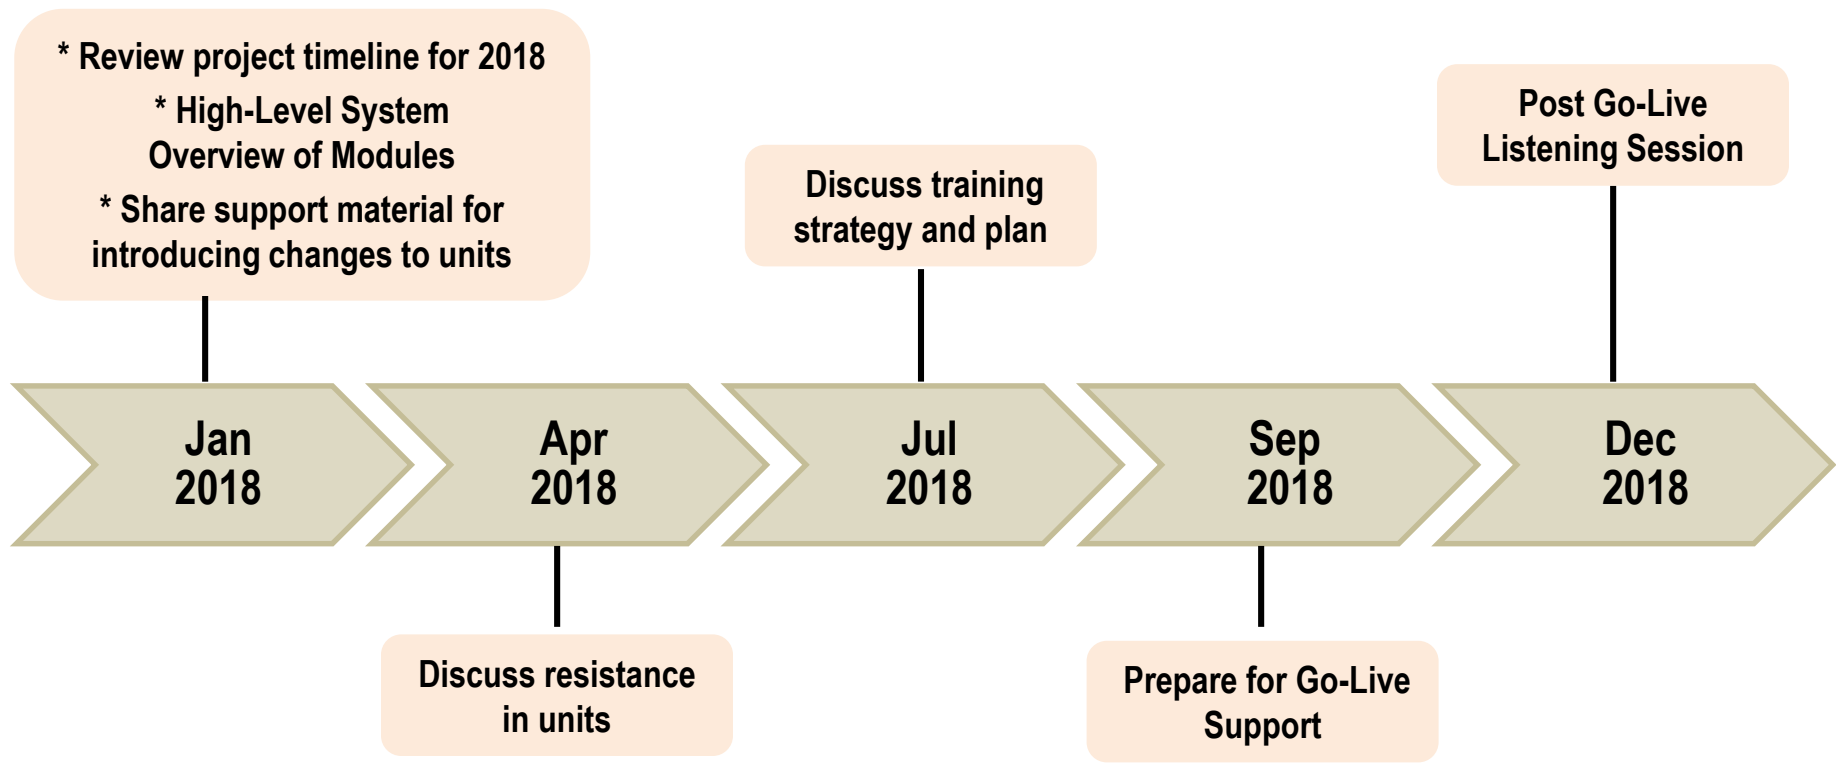 * Review project timeline for 2018
* High-Level System
Overview of Modules
* Share support material for
introducing changes to units
Discuss training
strategy and plan
Post Go-Live
Listening Session
Jan
2018
Apr
2018
Jul
2018
Sep
2018
Dec
2018
Discuss resistance
in units
Prepare for Go-Live
Support